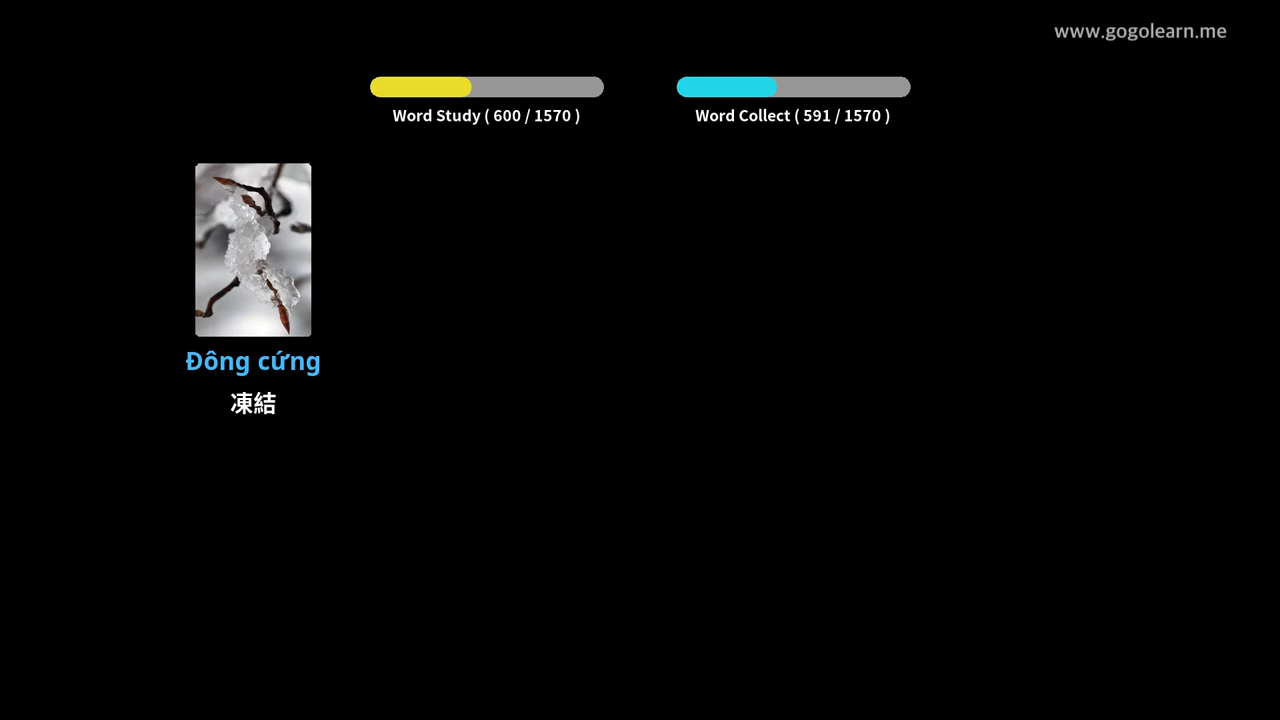 www.gogolearn.me
Word Study ( 600 / 1570 )
Word Collect ( 591 / 1570 )
Đông cứng
凍結